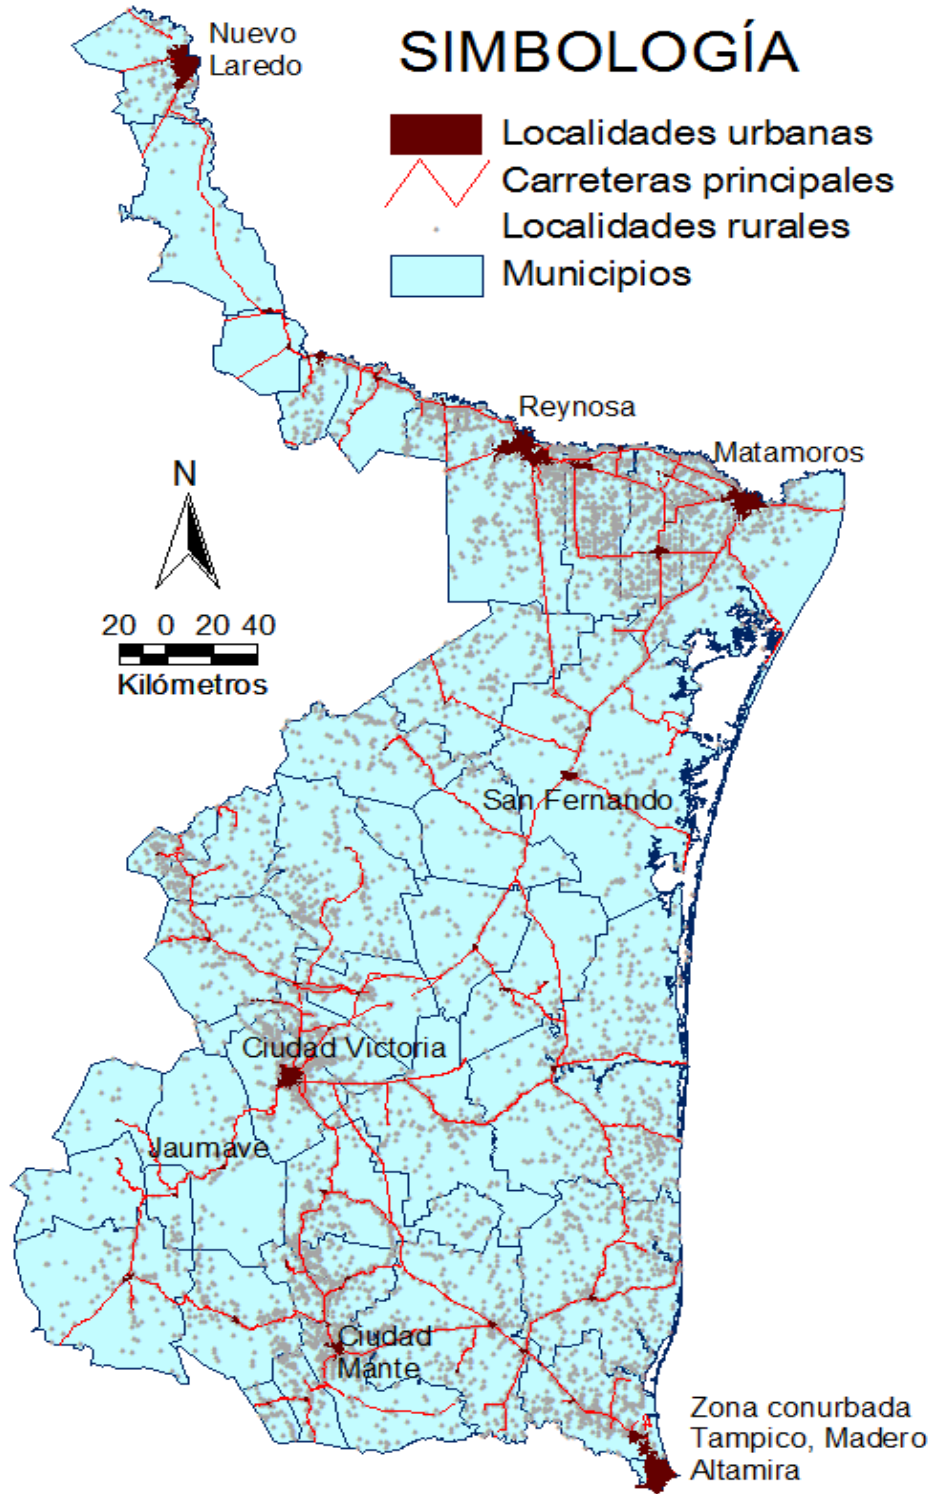 Nuevo
Laredo
SIMBOLOGÍA
Localidades urbanas
Carreteras principales
Localidades rurales
Municipios
Reynosa
Matamoros
N
20 0 20 40
Kilómetros
San Fernando
Ciudad Victoria
Jaumave
Ciudad
Mante
Zona conurbada
Tampico, Madero
Altamira